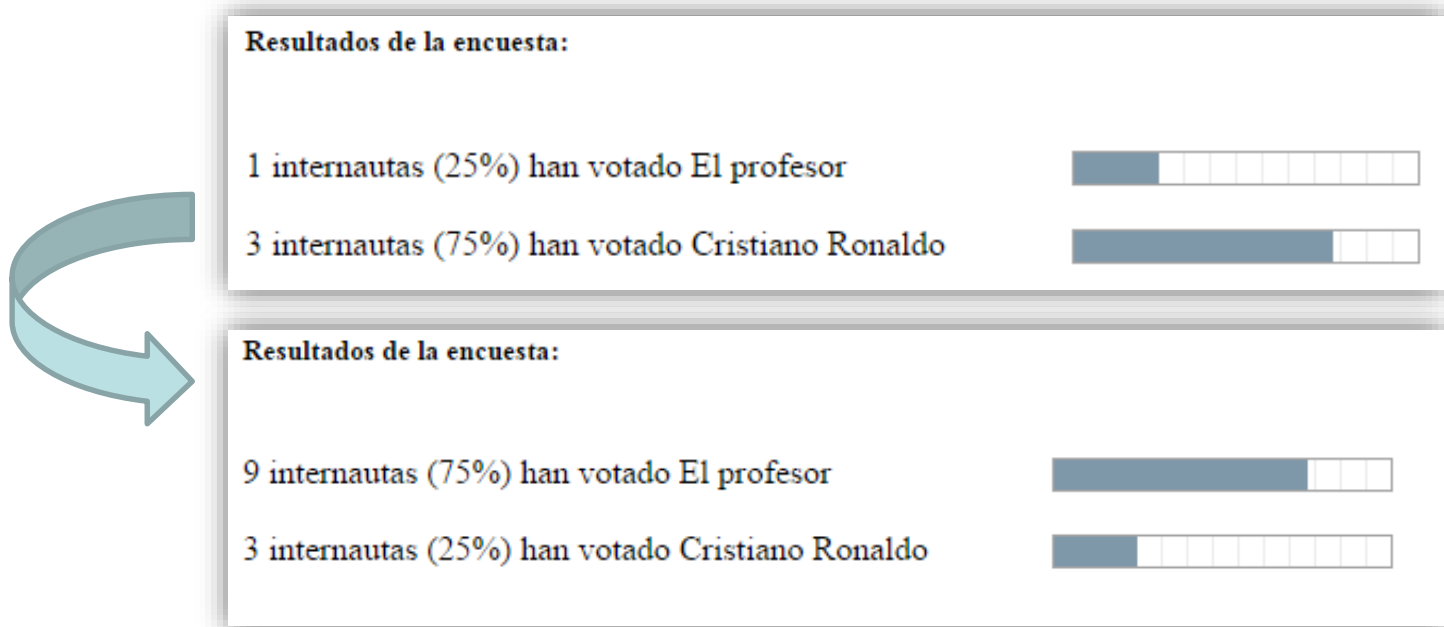 Resultados de la encuesta:
1 internautas (25%) han votado El profesor
3 internautas (75%) han votado Cristiano Ronaldo
Resultados de la encuesta:
9 internautas (75%) han votado El profesor
3 internautas (25%) han votado Cristiano Ronaldo